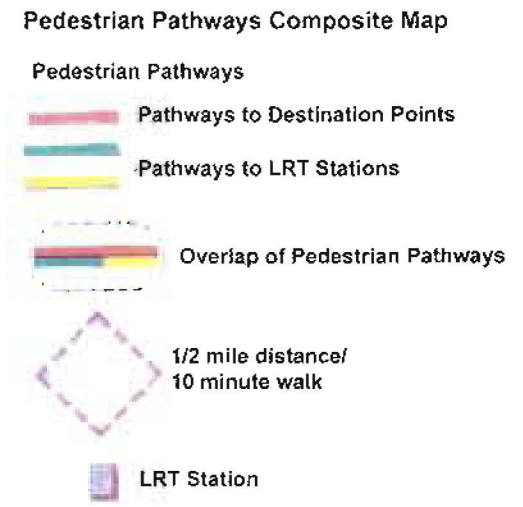 Pedestrian Pathways Composite Map
Pedestrian Pathways
Pathways to Destination Points
Pathways to LRT Stations
Overlap of Pedestrian Pathways
1/2 mile distance/
10 minute walk
LRT Station